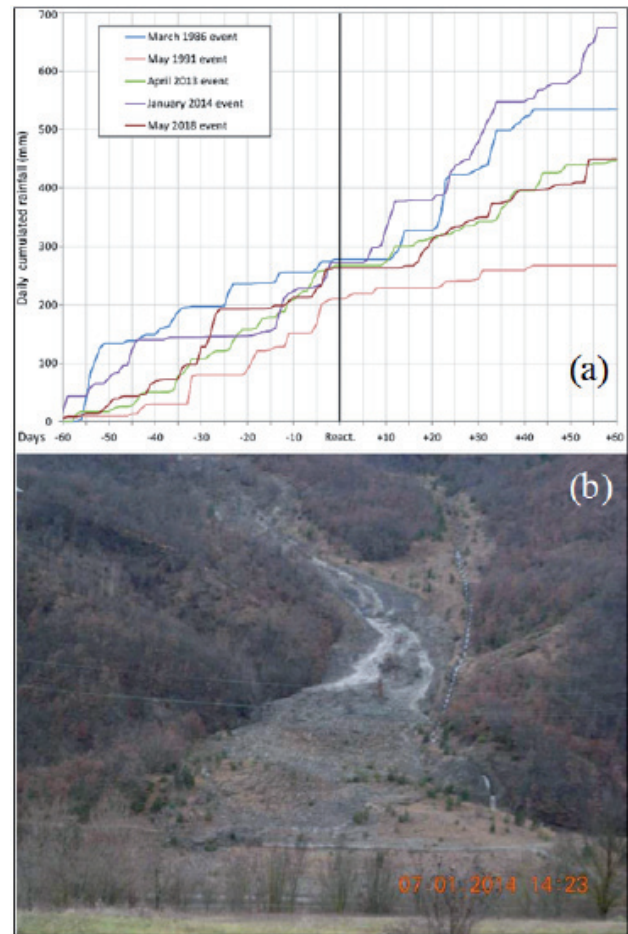 700
600
500
400
300
200
100
0
Daily cumulated rainfall (mm)
March 1986 event
May 1991 event
April 2013 event
January 2014 event
May 2018 event
(a)
Days -60 -50 -40 -30 -20 -10 React. +10 +20 +30 +40 +50 +60
(b)
07-01-2014 14:23